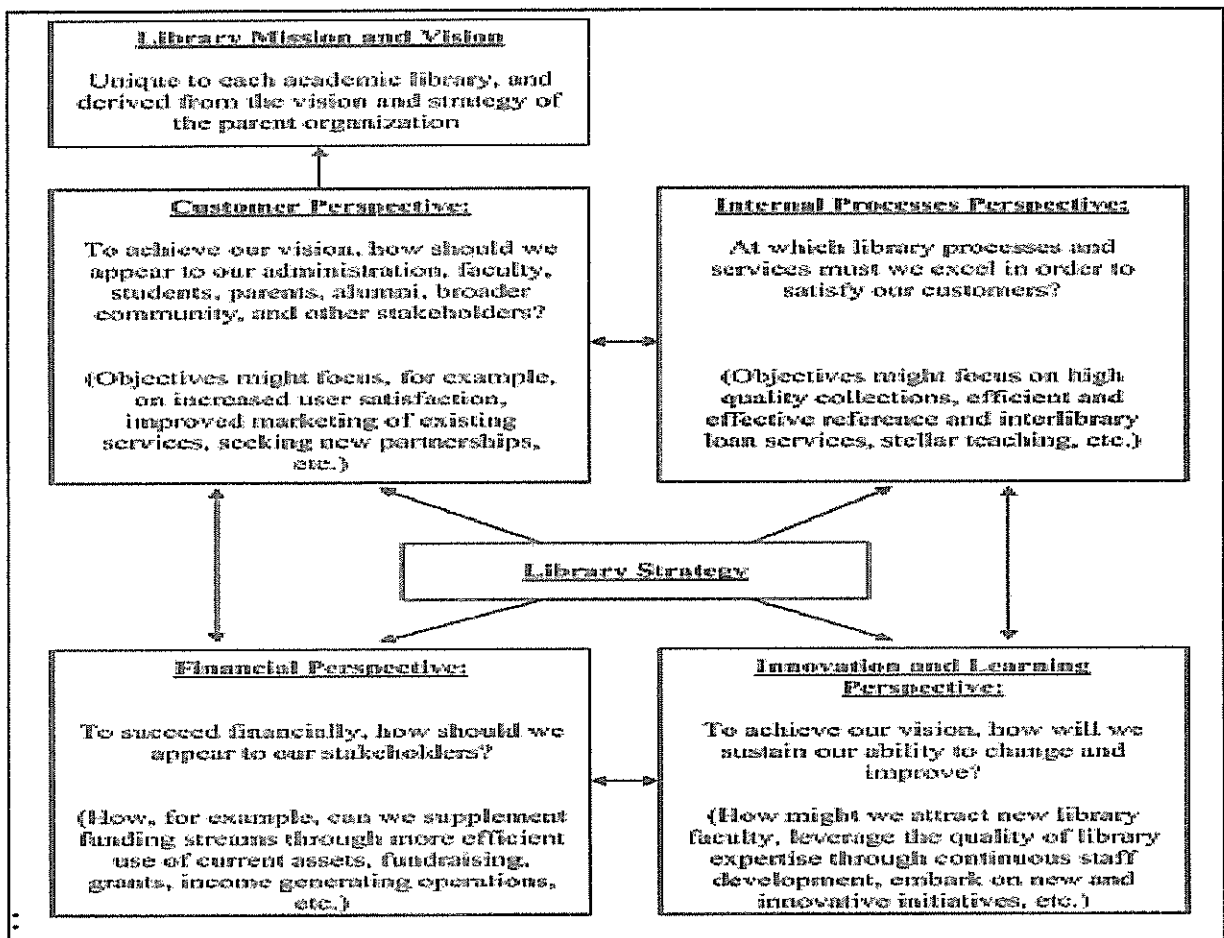 Library Mission and Vision
Unique to each academic library, and
derived from the vision and strategy of
the parent organization
Customer Perspective:
To achieve our vision, how should we
appear to our administration, faculty,
students, parents, alumni, broader
community, and other stakeholders?
(Objectives might focus, for example,
on increased user satisfaction,
improved marketing of existing
services, seeking new partnerships,
etc.)
Internal Processes Perspective:
At which library processes and
services must we excel in order to
satisfy our customers?
(Objectives might focus on high
quality collections, efficient and
effective reference and interlibrary
loan services, stellar teaching, etc.)
Library Strategy
Financial Perspective:
To succeed financially, how should we
appear to our stakeholders?
(How, for example, can we supplement
funding streams through more efficient
use of current assets, fundraising,
grants, income generating operations,
etc.)
Innovation and Learning
Perspective:
To achieve our vision, how will we
sustain our ability to change and
improve?
(How might we attract new library
faculty, leverage the quality of library
expertise through continuous staff
development, embark on new and
innovative initiatives, etc.)
: